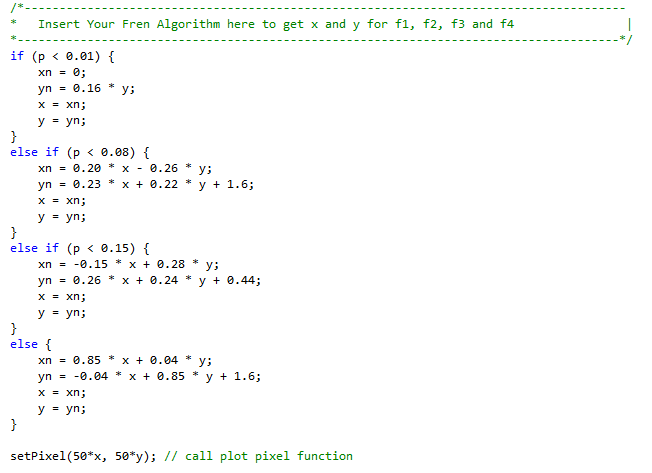 /*--------------------------------------------------------------------------------------
*   Insert Your Fren Algorithm here to get x and y for f1, f2, f3 and f4                |
*--------------------------------------------------------------------------------------*/
if (p < 0.01) {
    xn = 0;
    yn = 0.16 * y;
    x = xn;
    y = yn;
}
else if (p < 0.08) {
    xn = 0.20 * x - 0.26 * y;
    yn = 0.23 * x + 0.22 * y + 1.6;
    x = xn;
    y = yn;
}
else if (p < 0.15) {
    xn = -0.15 * x + 0.28 * y;
    yn = 0.26 * x + 0.24 * y + 0.44;
    x = xn;
    y = yn;
}
else {
    xn = 0.85 * x + 0.04 * y;
    yn = -0.04 * x + 0.85 * y + 1.6;
    x = xn;
    y = yn;
}
setPixel(50*x, 50*y); // call plot pixel function